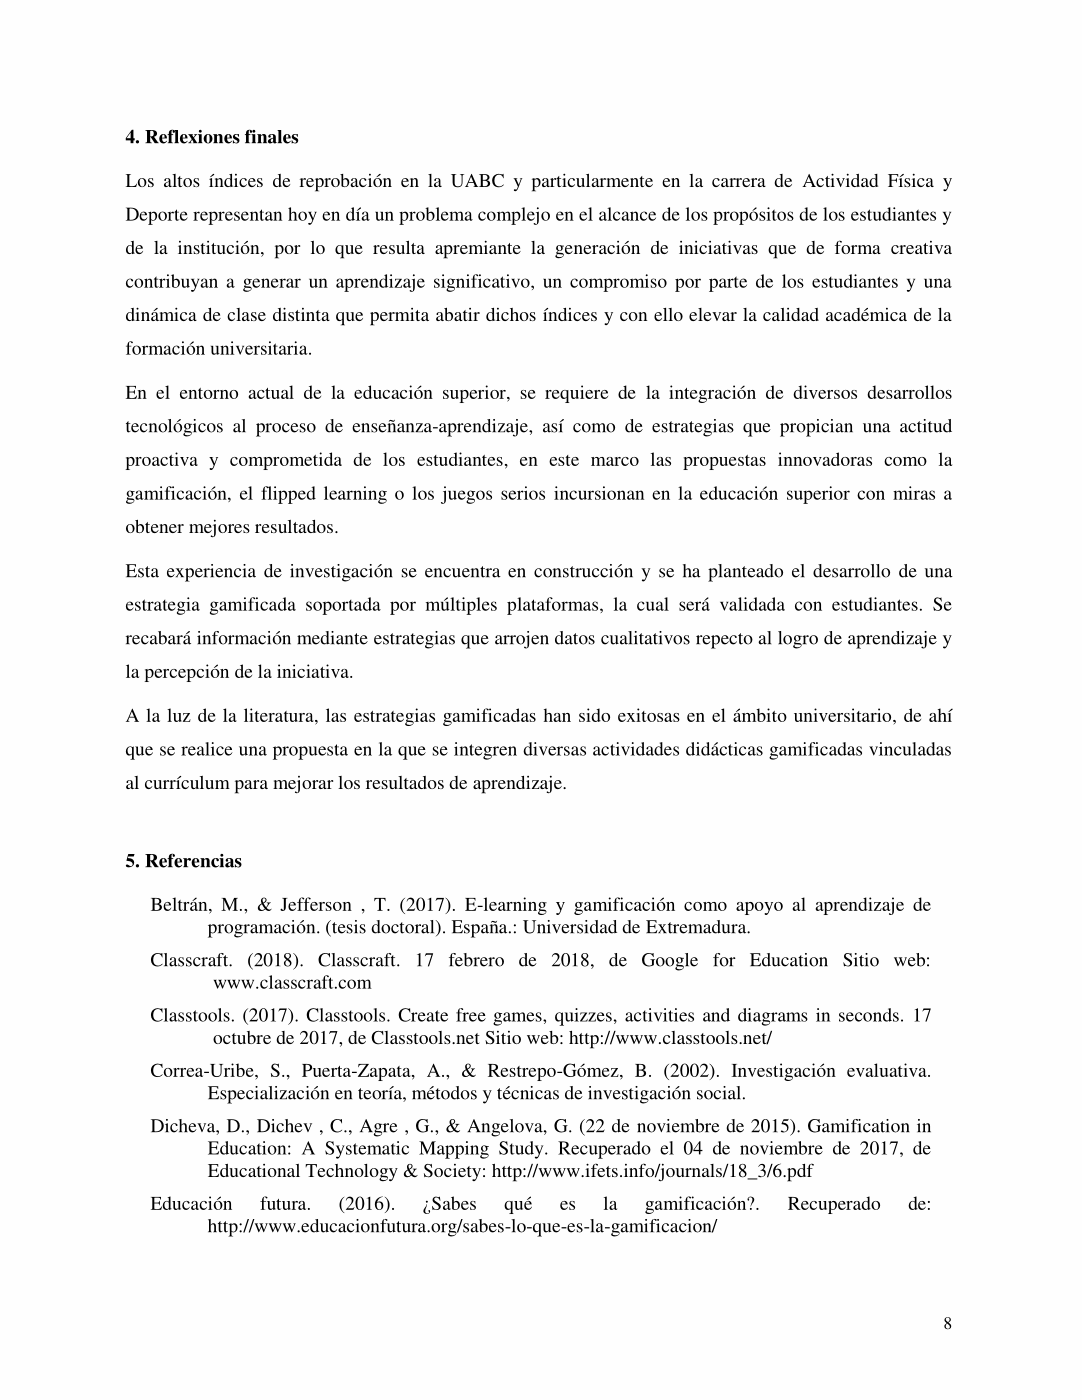 4. Reflexiones finales
Los altos índices de reprobación en la UABC y particularmente en la carrera de Actividad Física y
Deporte representan hoy en día un problema complejo en el alcance de los propósitos de los estudiantes y
de la institución, por lo que resulta apremiante la generación de iniciativas que de forma creativa
contribuyan a generar un aprendizaje significativo, un compromiso por parte de los estudiantes y una
dinámica de clase distinta que permita abatir dichos índices y con ello elevar la calidad académica de la
formación universitaria.
En el entorno actual de la educación superior, se requiere de la integración de diversos desarrollos
tecnológicos al proceso de enseñanza-aprendizaje, así como de estrategias que propician una actitud
proactiva y comprometida de los estudiantes, en este marco las propuestas innovadoras como la
gamificación, el flipped learning o los juegos serios incursionan en la educación superior con miras a
obtener mejores resultados.
Esta experiencia de investigación se encuentra en construcción y se ha planteado el desarrollo de una
estrategia gamificada soportada por múltiples plataformas, la cual será validada con estudiantes. Se
recabará información mediante estrategias que arrojen datos cualitativos repecto al logro de aprendizaje y
la percepción de la iniciativa.
A la luz de la literatura, las estrategias gamificadas han sido exitosas en el ámbito universitario, de ahí
que se realice una propuesta en la que se integren diversas actividades didácticas gamificadas vinculadas
al currículum para mejorar los resultados de aprendizaje.
5. Referencias
Beltrán, M., & Jefferson , T. (2017). E-learning y gamificación como apoyo al aprendizaje de
programación. (tesis doctoral). España.: Universidad de Extremadura.
Classcraft. (2018). Classcraft. 17 febrero de 2018, de Google for Education Sitio web:
www.classcraft.com
Classtools. (2017). Classtools. Create free games, quizzes, activities and diagrams in seconds. 17
octubre de 2017, de Classtools.net Sitio web: http://www.classtools.net/
Correa-Uribe, S., Puerta-Zapata, A., & Restrepo-Gómez, B. (2002). Investigación evaluativa.
Especialización en teoría, métodos y técnicas de investigación social.
Dicheva, D., Dichev , C., Agre , G., & Angelova, G. (22 de noviembre de 2015). Gamification in
Education: A Systematic Mapping Study. Recuperado el 04 de noviembre de 2017, de
Educational Technology & Society: http://www.ifets.info/journals/18_3/6.pdf
Educación futura. (2016). ¿Sabes qué es la gamificación?. Recuperado de:
http://www.educacionfutura.org/sabes-lo-que-es-la-gamificacion/
8